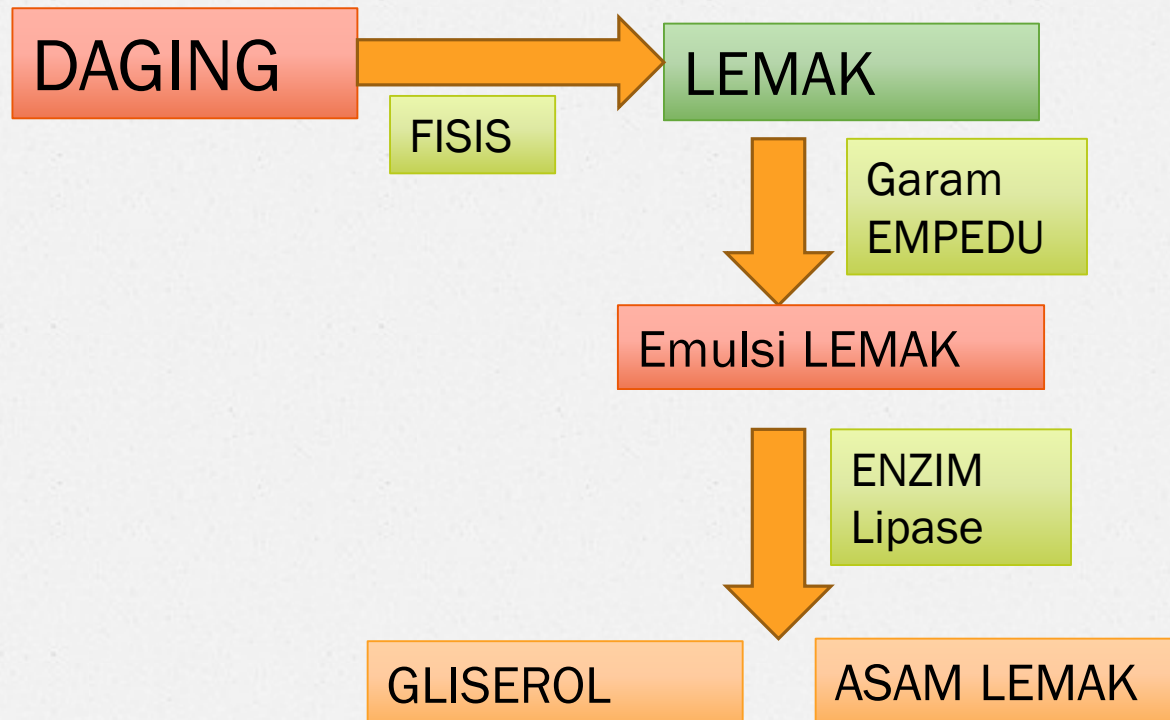 DAGING
LEMAK
FISIS
Garam
EMPEDU
Emulsi LEMAK
ENZIM
Lipase
GLISEROL
ASAM LEMAK